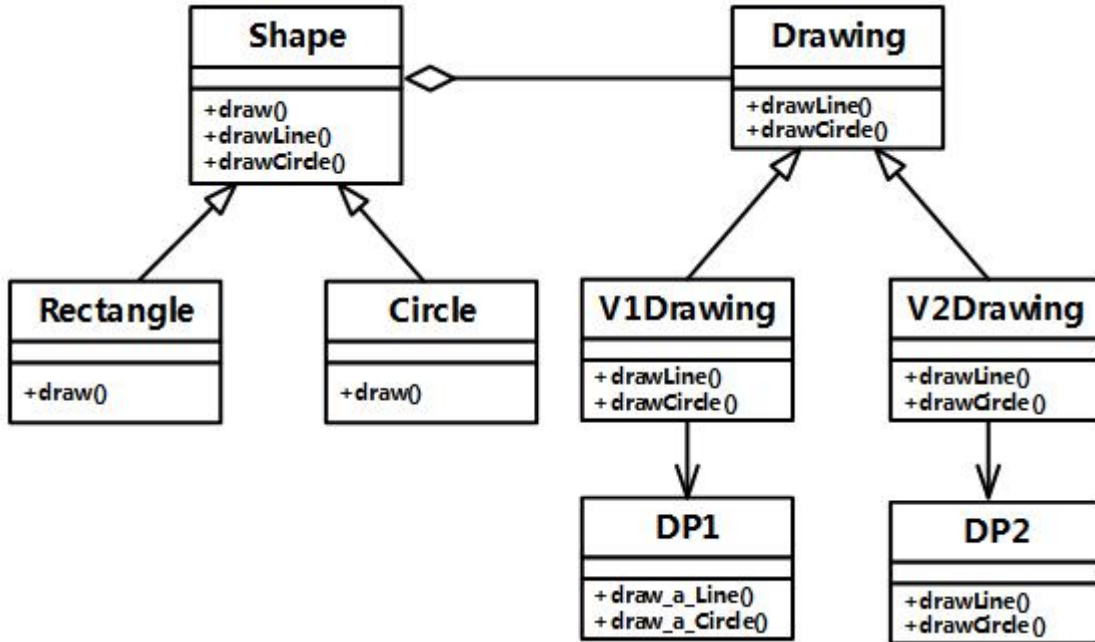 Shape
+draw()
+drawLine()
+drawCircle()
Drawing
+drawLine()
+drawCircle()
Rectangle
+draw()
Circle
+draw()
V1Drawing
+drawLine()
+drawCircle()
V2Drawing
+drawLine()
+drawCircle()
DP1
+draw_a_Line()
+draw_a_Circle()
DP2
+drawLine()
+drawCircle()